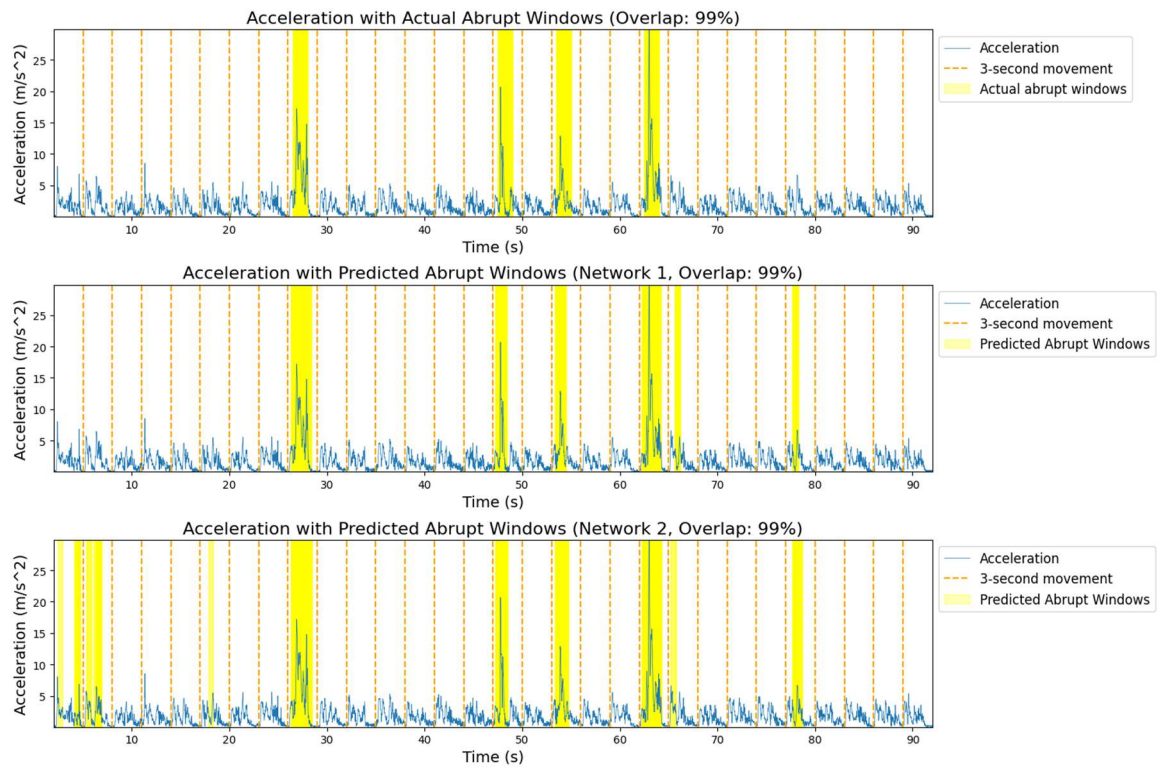 Acceleration with Actual Abrupt Windows (Overlap: 99%)
Acceleration (m/s^2)
25
20
15
10
5
10 20 30 40 50 60 70 80 90
Time (s)
Acceleration
3-second movement
Actual abrupt windows
Acceleration with Predicted Abrupt Windows (Network 1, Overlap: 99%)
Acceleration (m/s^2)
25
20
15
10
5
10 20 30 40 50 60 70 80 90
Time (s)
Acceleration
3-second movement
Predicted Abrupt Windows
Acceleration with Predicted Abrupt Windows (Network 2, Overlap: 99%)
Acceleration (m/s^2)
25
20
15
10
5
10 20 30 40 50 60 70 80 90
Time (s)
Acceleration
3-second movement
Predicted Abrupt Windows